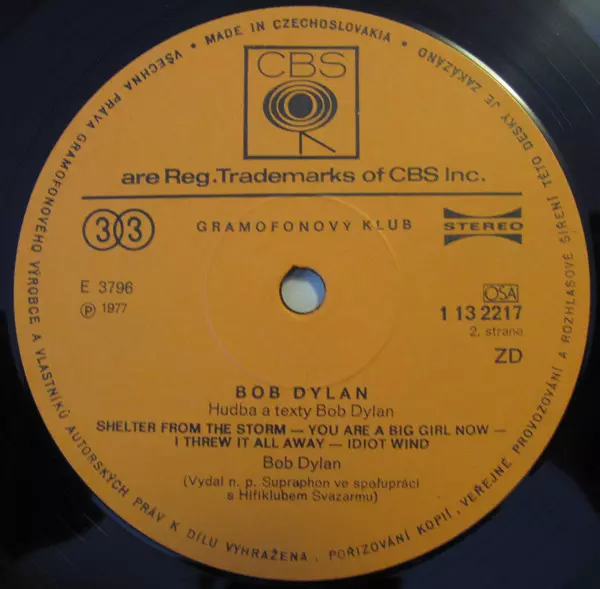 VŠECHNA PRÁVA GRAMOFONOVÉHO VÝROBCE A VLASTNÍKŮ AUTORSKÝCH PRÁV K DÍLU VYHRAŽENA. POŘIZOVÁNÍ KOPIÍ, VEŘEJNÉ PROVOZOVÁNÍ A ROZHLASOVÉ ŠÍŘENÍ TÉTO DESKY JE ZAKÁZÁNO • MADE IN CZECHOSLOVAKIA •
CBS
are Reg.Trademarks of CBS Inc.
33 GRAMOFONOVÝ KLUB STEREO
E 3796 OSA
℗ 1977 1 13 2217
2. strana
ZD
BOB DYLAN
Hudba a texty Bob Dylan
SHELTER FROM THE STORM — YOU ARE A BIG GIRL NOW —
I THREW IT ALL AWAY — IDIOT WIND
Bob Dylan
(Vydal n. p. Supraphon ve spolupráci
s Hifiklubem Svazarmu)